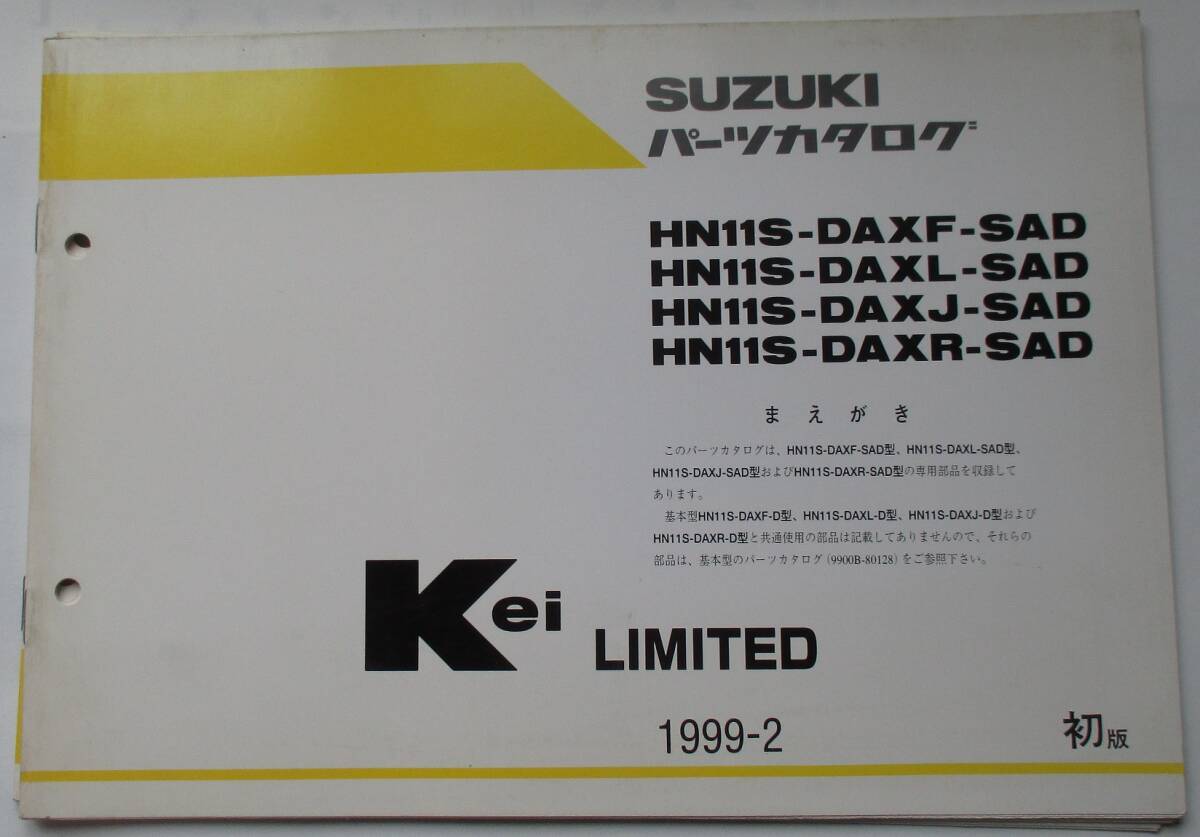 SUZUKI
パーツカタログ
HN11S-DAXF-SAD
HN11S-DAXL-SAD
HN11S-DAXJ-SAD
HN11S-DAXR-SAD
まえがき
このパーツカタログは、HN11S-DAXF-SAD型、HN11S-DAXL-SAD型、
HN11S-DAXJ-SAD型およびHN11S-DAXR-SAD型の専用部品を収録して
あります。
基本型HN11S-DAXF-D型、HN11S-DAXL-D型、HN11S-DAXJ-D型および
HN11S-DAXR-D型と共通使用の部品は記載してありませんので、それらの
部品は、基本型のパーツカタログ(9900B-80128)をご参照下さい。
Kei LIMITED
1999-2
初版